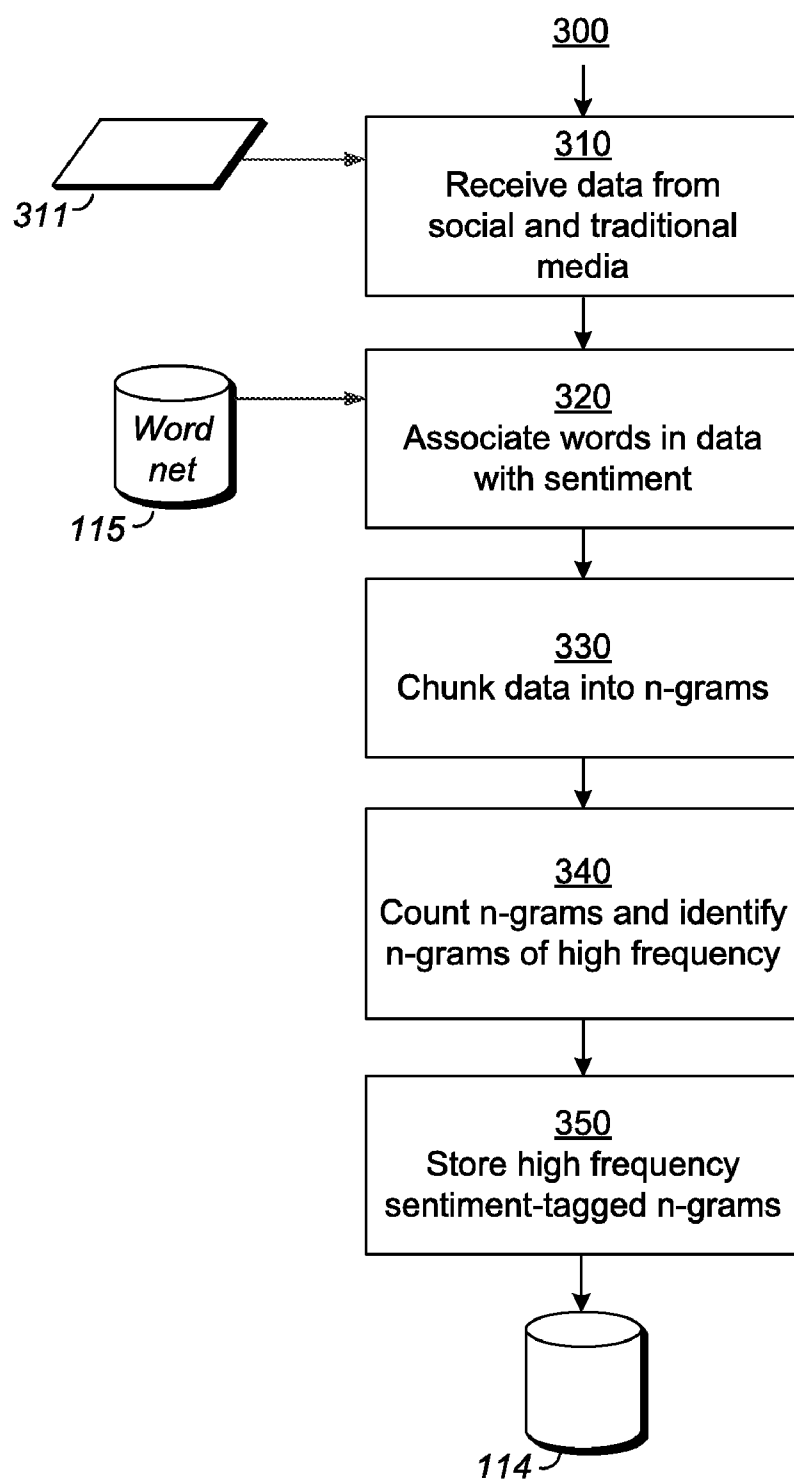 300
310
Receive data from
social and traditional
media
311
320
Associate words in data
with sentiment
Word
net
115
330
Chunk data into n-grams
340
Count n-grams and identify
n-grams of high frequency
350
Store high frequency
sentiment-tagged n-grams
114